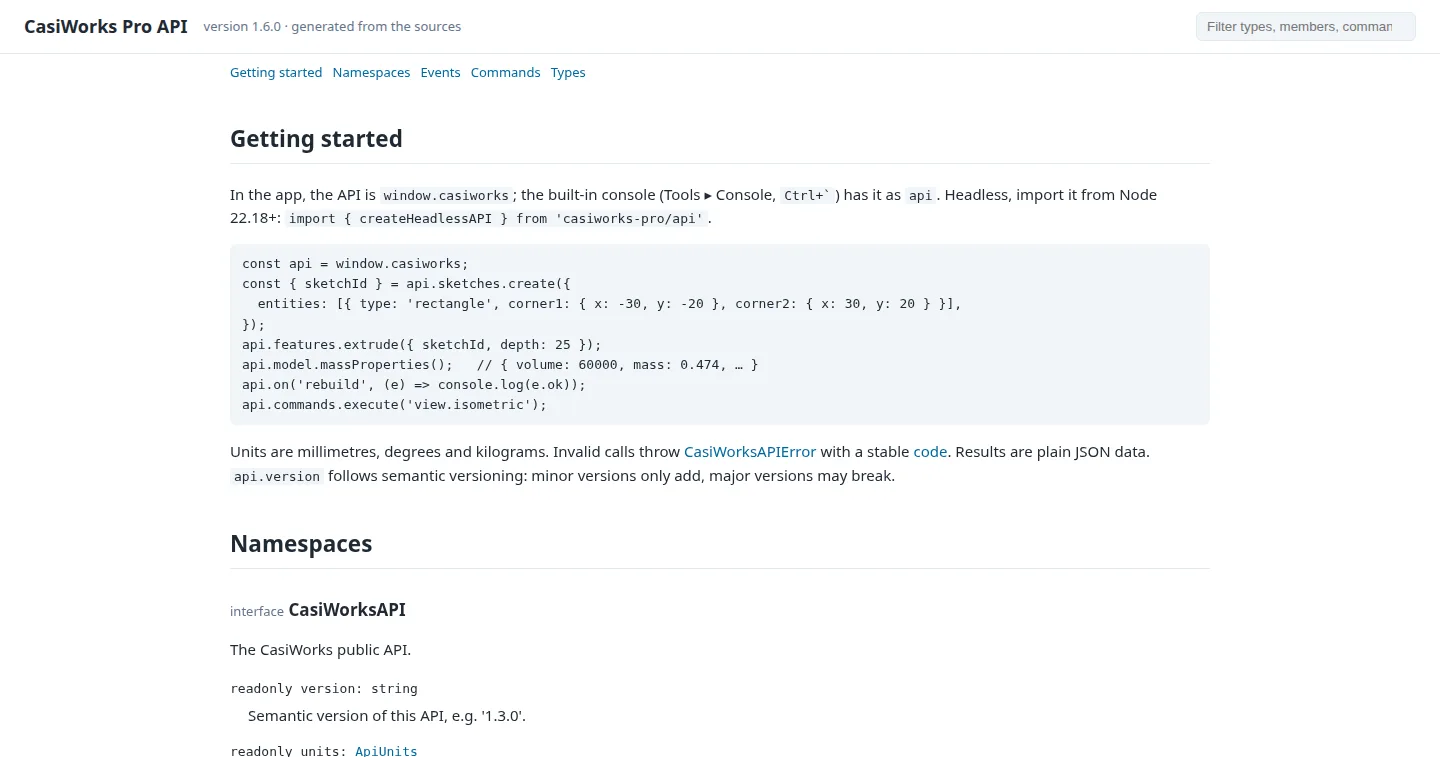 CasiWorks Pro API version 1.6.0 · generated from the sources Filter types, members, comman
Getting started Namespaces Events Commands Types
Getting started
In the app, the API is window.casiworks; the built-in console (Tools ▸ Console, Ctrl+`) has it as api. Headless, import it from Node
22.18+: import { createHeadlessAPI } from 'casiworks-pro/api'.
const api = window.casiworks;
const { sketchId } = api.sketches.create({
  entities: [{ type: 'rectangle', corner1: { x: -30, y: -20 }, corner2: { x: 30, y: 20 } }],
});
api.features.extrude({ sketchId, depth: 25 });
api.model.massProperties();   // { volume: 60000, mass: 0.474, … }
api.on('rebuild', (e) => console.log(e.ok));
api.commands.execute('view.isometric');
Units are millimetres, degrees and kilograms. Invalid calls throw CasiWorksAPIError with a stable code. Results are plain JSON data.
api.version follows semantic versioning: minor versions only add, major versions may break.
Namespaces
interface CasiWorksAPI
The CasiWorks public API.
readonly version: string
Semantic version of this API, e.g. '1.3.0'.
readonly units: ApiUnits